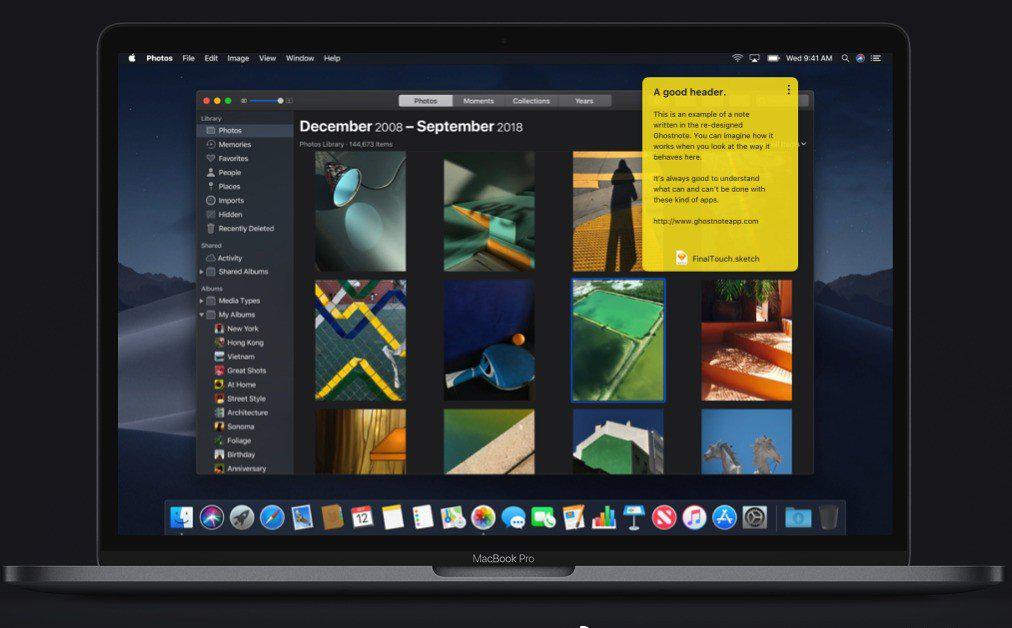 Photos File Edit Image View Window Help
Wed 9:41 AM
Photos Moments Collections Years
A good header.
This is an example of a note
written in the re-designed
Ghostnote. You can imagine how it
works when you look at the way it
behaves here.
It's always good to understand
what can and can't be done with
these kind of apps.
http://www.ghostnoteapp.com
FinalTouch.sketch
December 2008 – September 2018
Photos Library · 144,673 Items
Library
Photos
Memories
Favorites
People
Places
Imports
Hidden
Recently Deleted
Shared
Activity
Shared Albums
Albums
Media Types
My Albums
New York
Hong Kong
Vietnam
Great Shots
At Home
Street Style
Architecture
Sonoma
Foliage
Birthday
Anniversary
12
MacBook Pro